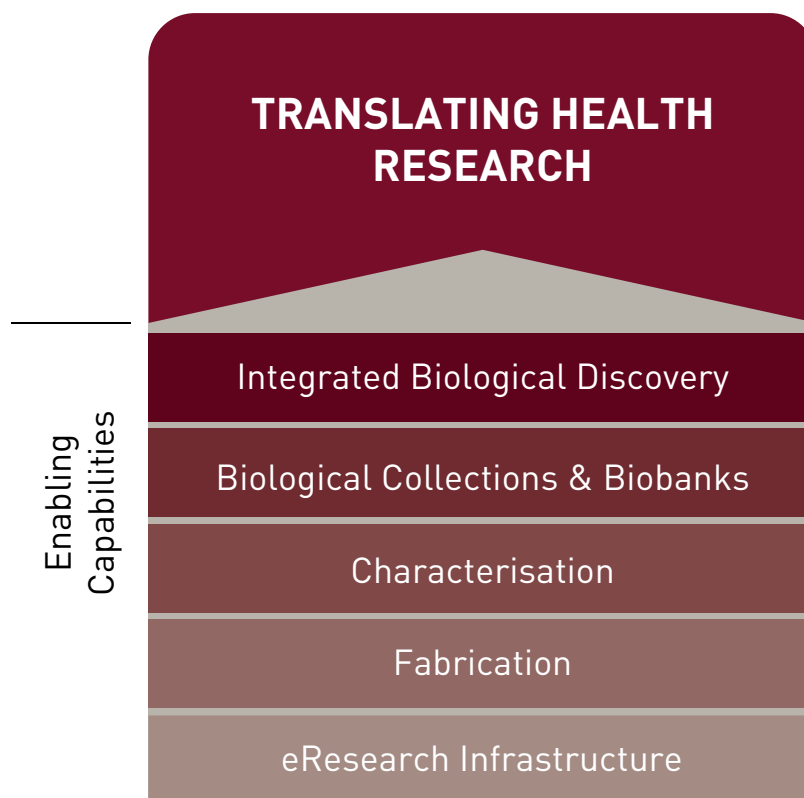 TRANSLATING HEALTH
RESEARCH
Integrated Biological Discovery
Enabling
Capabilities
Biological Collections & Biobanks
Characterisation
Fabrication
eResearch Infrastructure